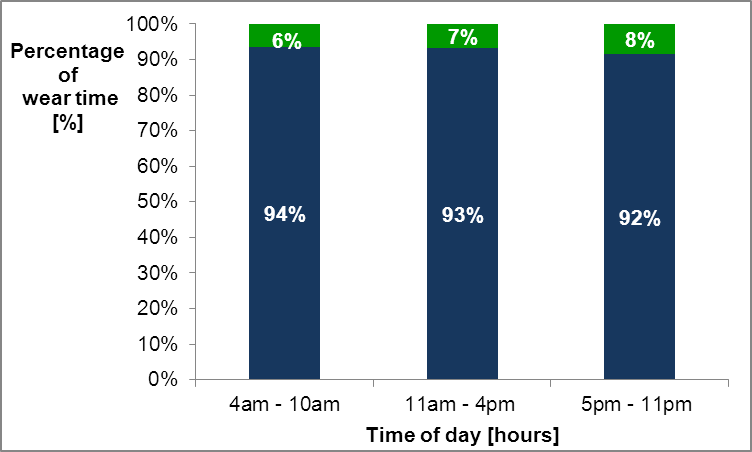 Percentage
of
wear time
[%]
100%
90%
80%
70%
60%
50%
40%
30%
20%
10%
0%
6%
7%
8%
94%
93%
92%
4am - 10am
11am - 4pm
5pm - 11pm
Time of day [hours]